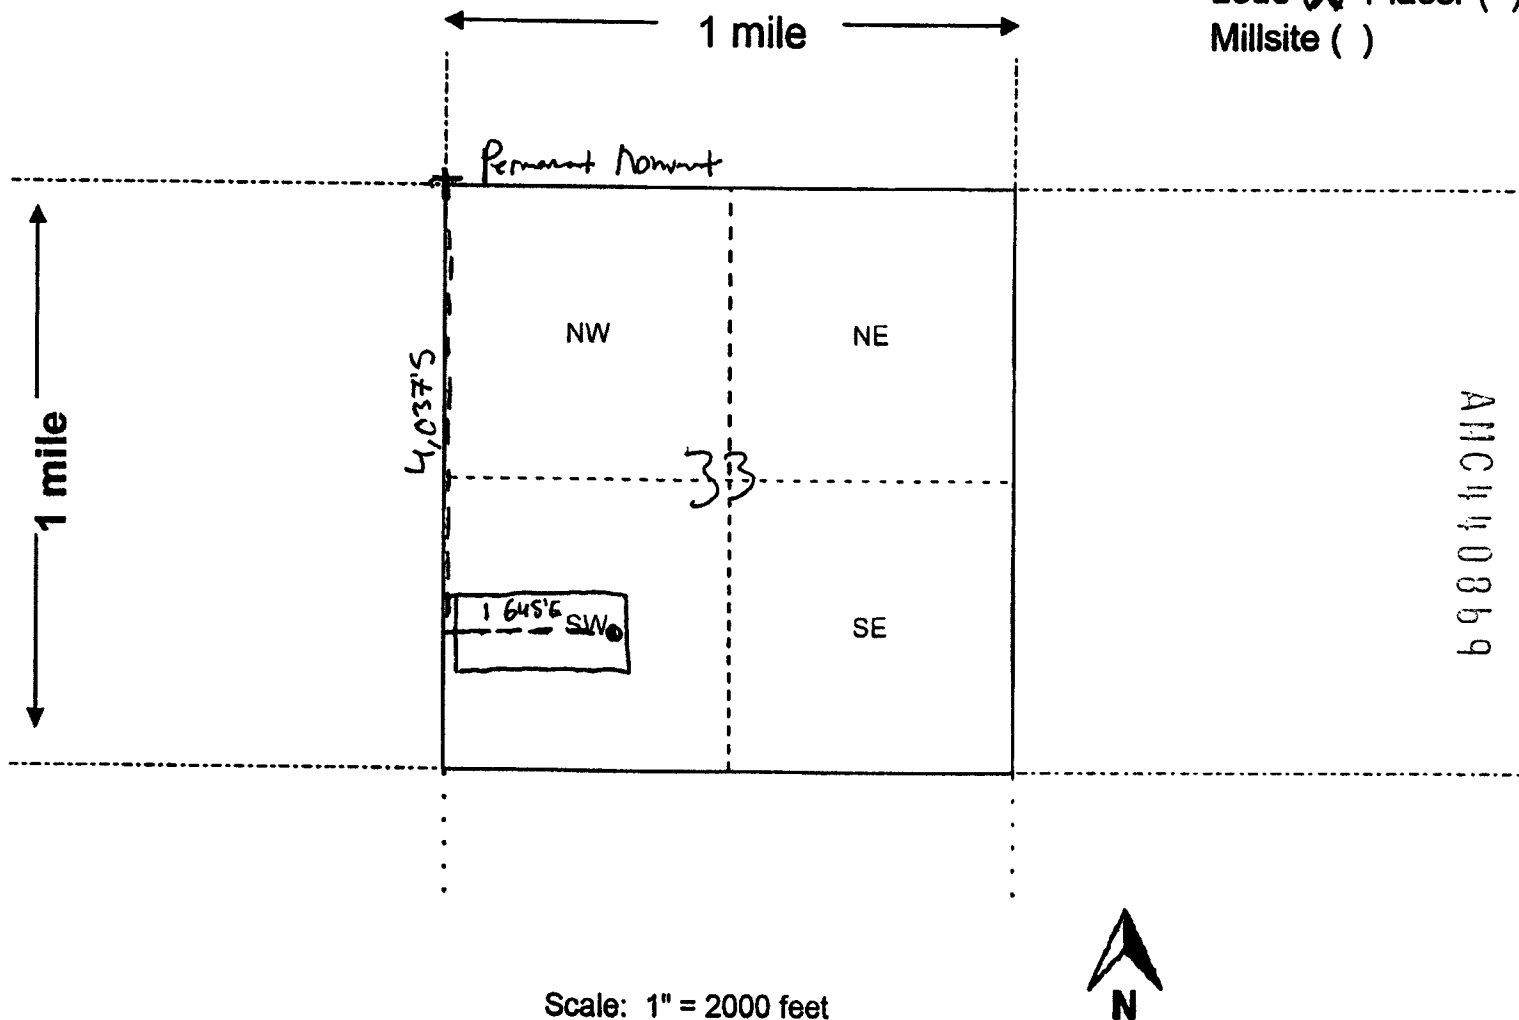 1 mile
Millsite ( )
Permanent Monument
NW
NE
4,037'S
1 mile
33
1 645'E
SW
SE
AMC440869
Scale: 1" = 2000 feet
N